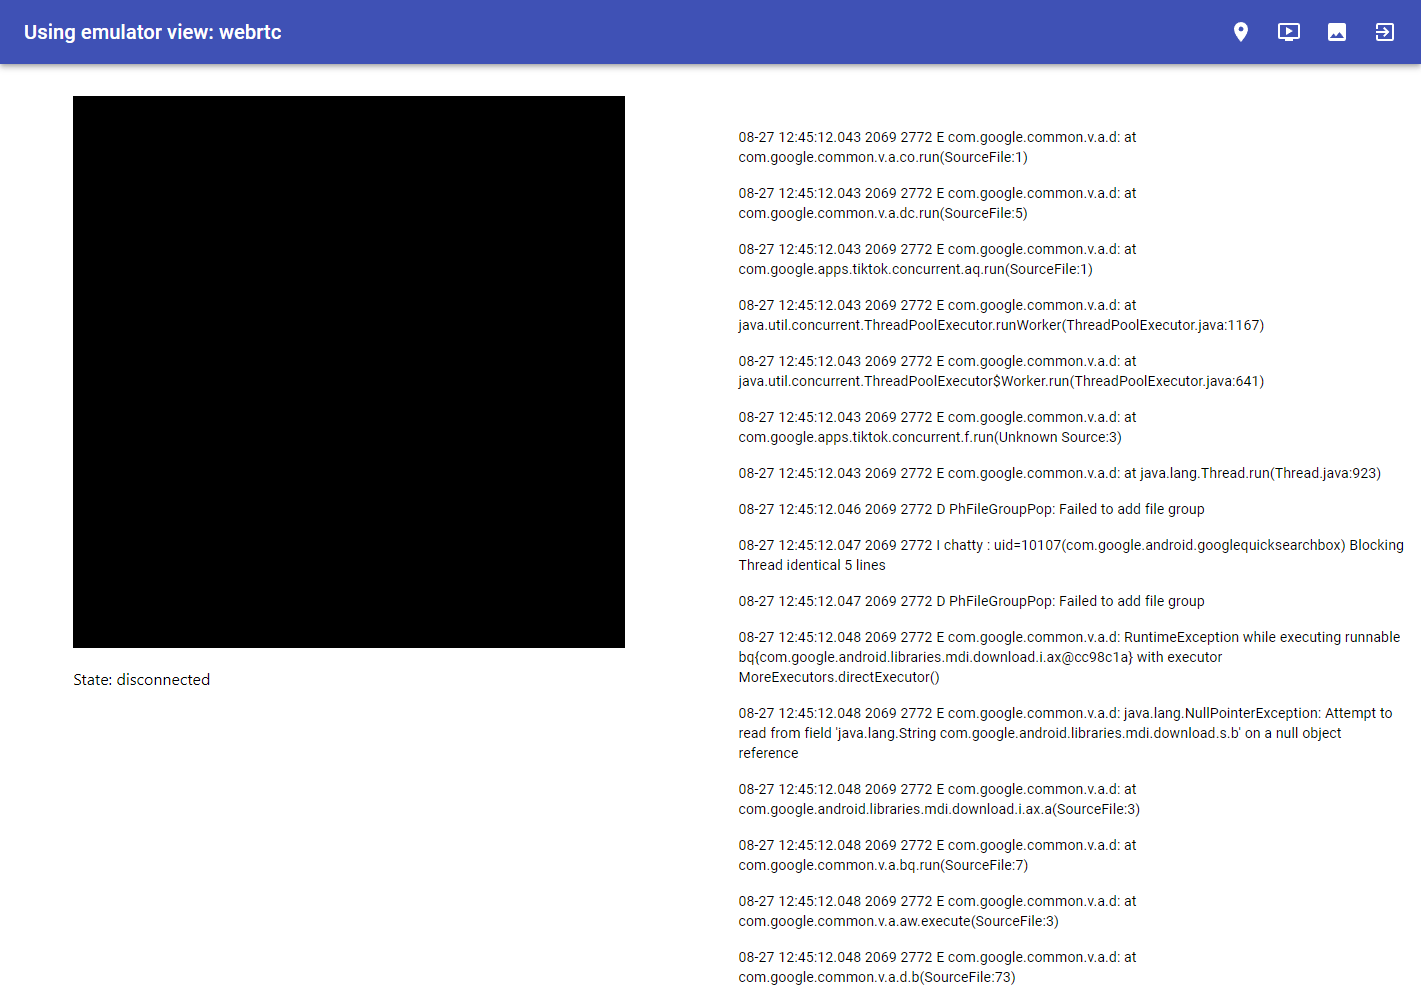 Using emulator view: webrtc
State: disconnected
08-27 12:45:12.043 2069 2772 E com.google.common.v.a.d: at
com.google.common.v.a.co.run(SourceFile:1)
08-27 12:45:12.043 2069 2772 E com.google.common.v.a.d: at
com.google.common.v.a.dc.run(SourceFile:5)
08-27 12:45:12.043 2069 2772 E com.google.common.v.a.d: at
com.google.apps.tiktok.concurrent.aq.run(SourceFile:1)
08-27 12:45:12.043 2069 2772 E com.google.common.v.a.d: at
java.util.concurrent.ThreadPoolExecutor.runWorker(ThreadPoolExecutor.java:1167)
08-27 12:45:12.043 2069 2772 E com.google.common.v.a.d: at
java.util.concurrent.ThreadPoolExecutor$Worker.run(ThreadPoolExecutor.java:641)
08-27 12:45:12.043 2069 2772 E com.google.common.v.a.d: at
com.google.apps.tiktok.concurrent.f.run(Unknown Source:3)
08-27 12:45:12.043 2069 2772 E com.google.common.v.a.d: at java.lang.Thread.run(Thread.java:923)
08-27 12:45:12.046 2069 2772 D PhFileGroupPop: Failed to add file group
08-27 12:45:12.047 2069 2772 I chatty : uid=10107(com.google.android.googlequicksearchbox) Blocking
Thread identical 5 lines
08-27 12:45:12.047 2069 2772 D PhFileGroupPop: Failed to add file group
08-27 12:45:12.048 2069 2772 E com.google.common.v.a.d: RuntimeException while executing runnable
bq{com.google.android.libraries.mdi.download.i.ax@cc98c1a} with executor
MoreExecutors.directExecutor()
08-27 12:45:12.048 2069 2772 E com.google.common.v.a.d: java.lang.NullPointerException: Attempt to
read from field 'java.lang.String com.google.android.libraries.mdi.download.s.b' on a null object
reference
08-27 12:45:12.048 2069 2772 E com.google.common.v.a.d: at
com.google.android.libraries.mdi.download.i.ax.a(SourceFile:3)
08-27 12:45:12.048 2069 2772 E com.google.common.v.a.d: at
com.google.common.v.a.bq.run(SourceFile:7)
08-27 12:45:12.048 2069 2772 E com.google.common.v.a.d: at
com.google.common.v.a.aw.execute(SourceFile:3)
08-27 12:45:12.048 2069 2772 E com.google.common.v.a.d: at
com.google.common.v.a.d.b(SourceFile:73)